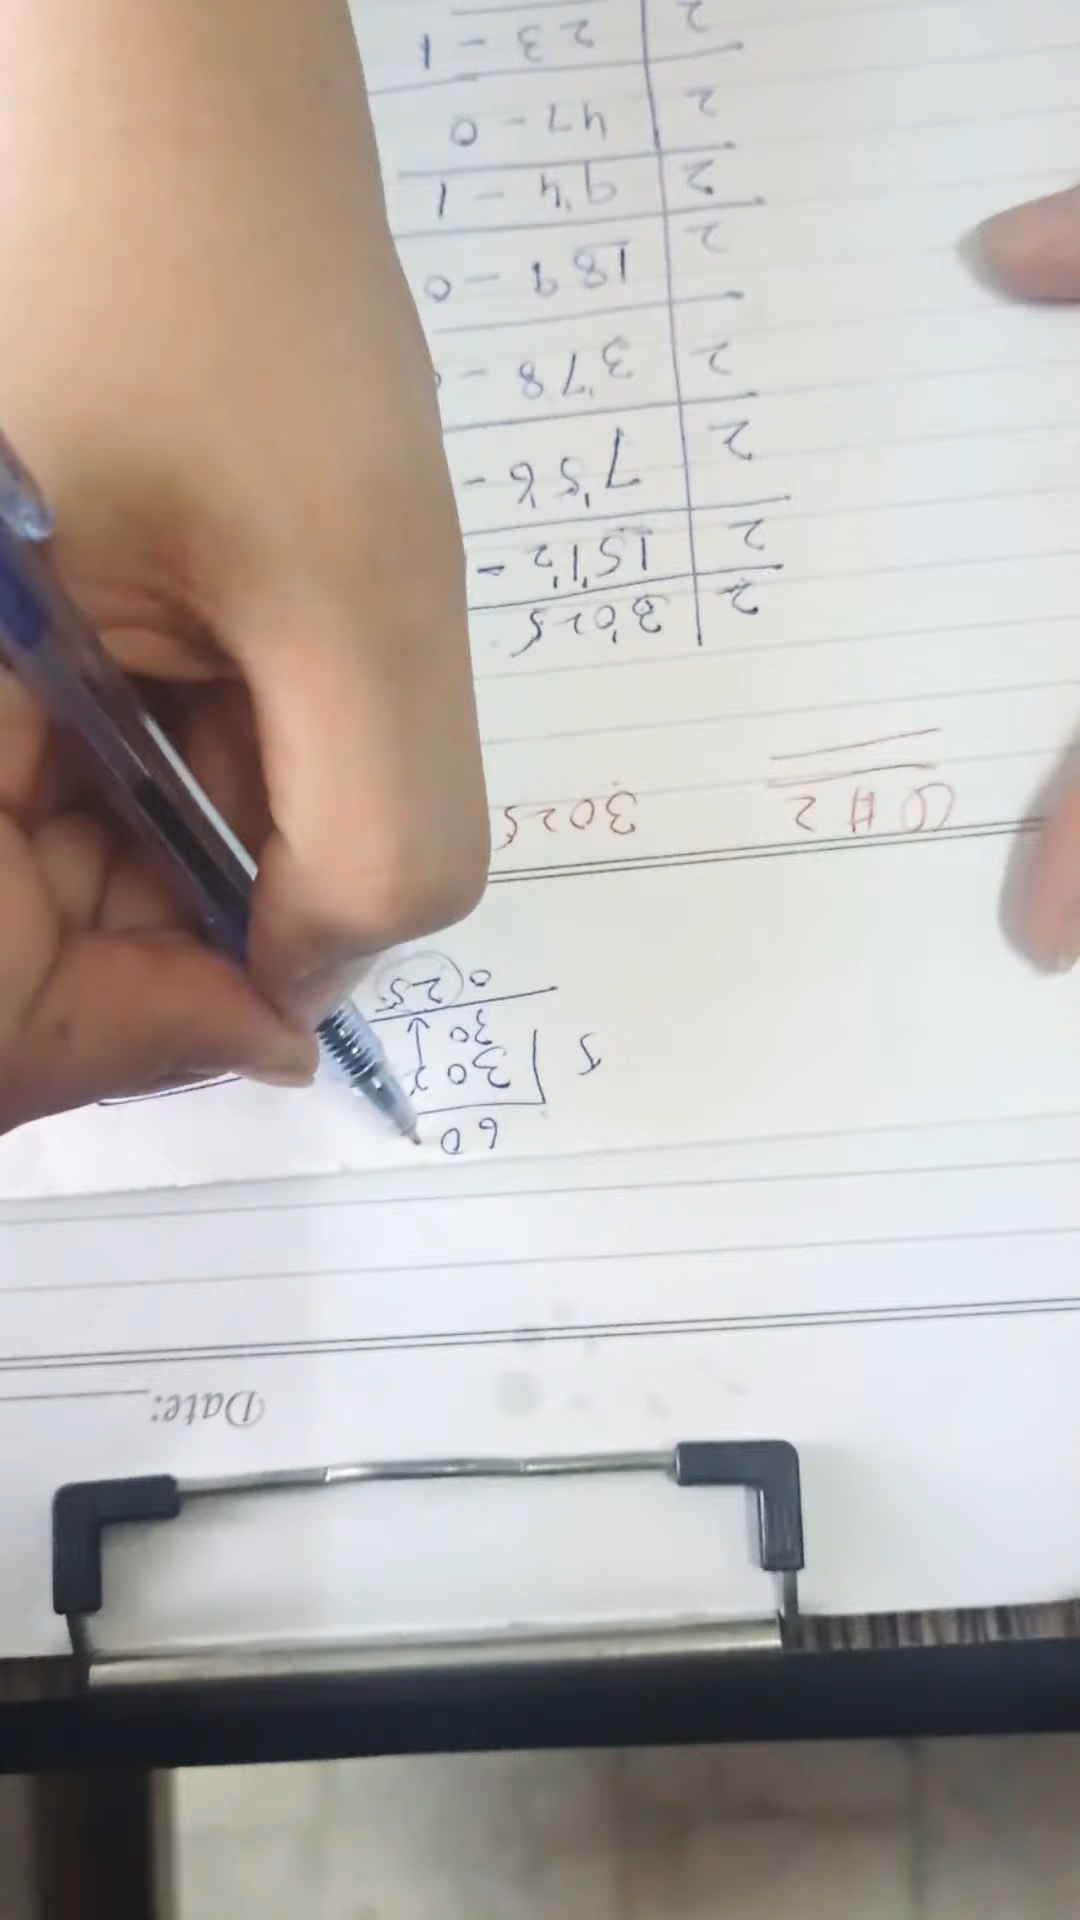 Date:
60
5 302
30
0 25
Q#2 3025
2 3025
2 1512 -
2 756 -
2 378 -
2 189 - 0
2 94 - 1
2 47 - 0
2 23 - 1
2